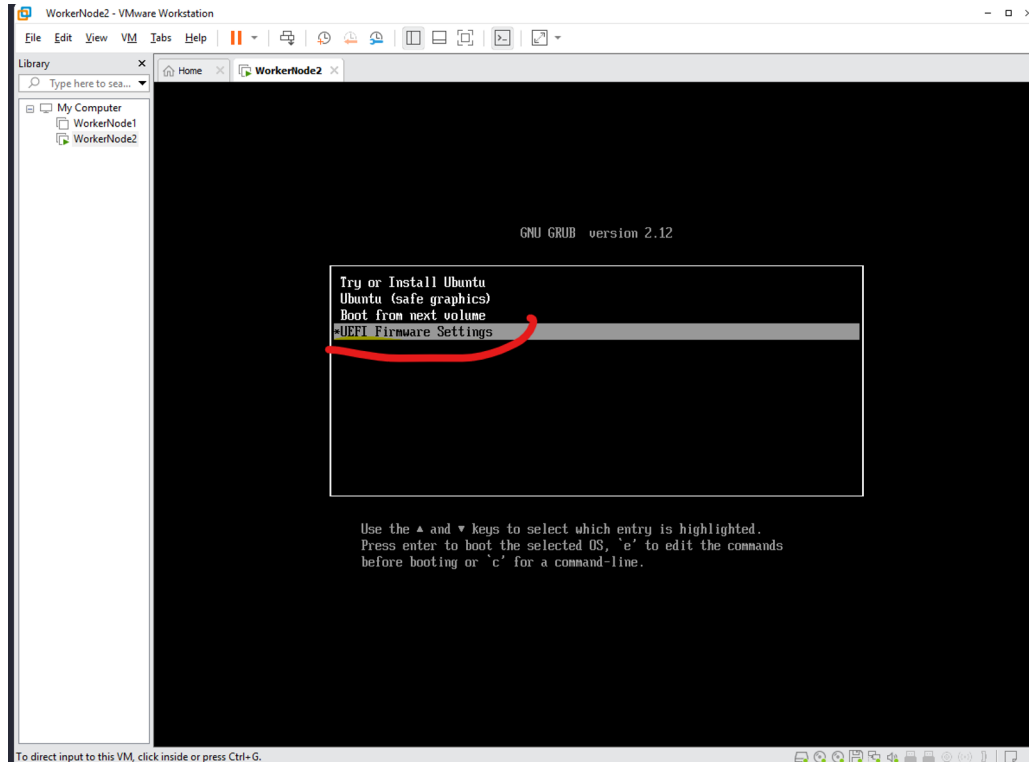 WorkerNode2 - VMware Workstation
File Edit View VM Tabs Help
Library
Type here to sea...
Home
WorkerNode2
My Computer
WorkerNode1
WorkerNode2
GNU GRUB version 2.12
Try or Install Ubuntu
Ubuntu (safe graphics)
Boot from next volume
*UEFI Firmware Settings
Use the ▲ and ▼ keys to select which entry is highlighted.
Press enter to boot the selected OS, `e' to edit the commands
before booting or `c' for a command-line.
To direct input to this VM, click inside or press Ctrl+G.